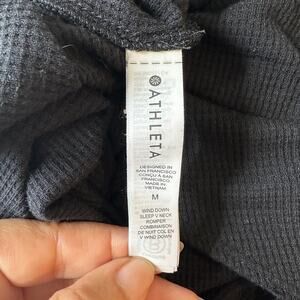 ATHLETA
DESIGNED IN
SAN FRANCISCO
CONÇU À SAN
FRANCISCO
MADE IN
VIETNAM
M
WIND DOWN
SLEEP V NECK
ROMPER
COMBINAISON
DE NUIT COL EN
V WIND DOWN